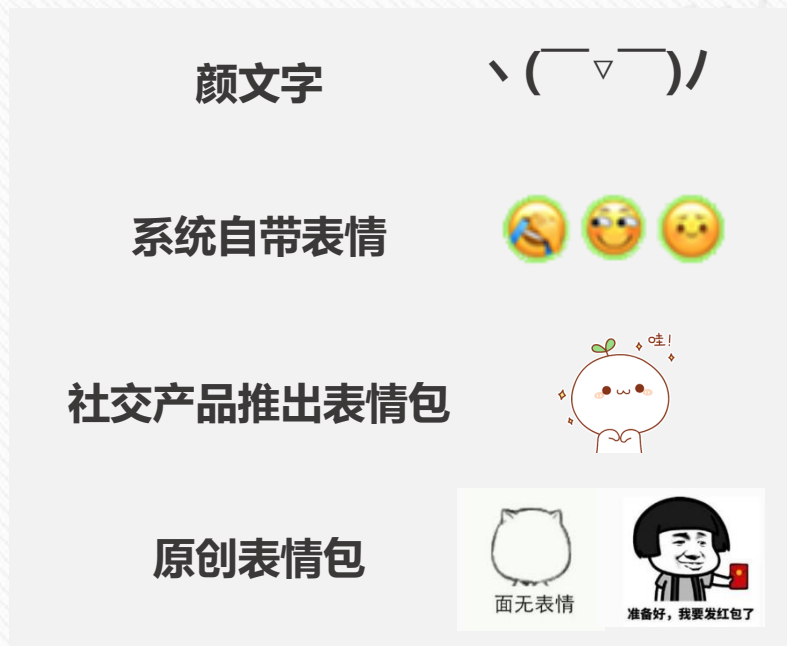 颜文字
ヽ(￣▽￣)ﾉ
系统自带表情
哇!
社交产品推出表情包
原创表情包
面无表情
准备好，我要发红包了